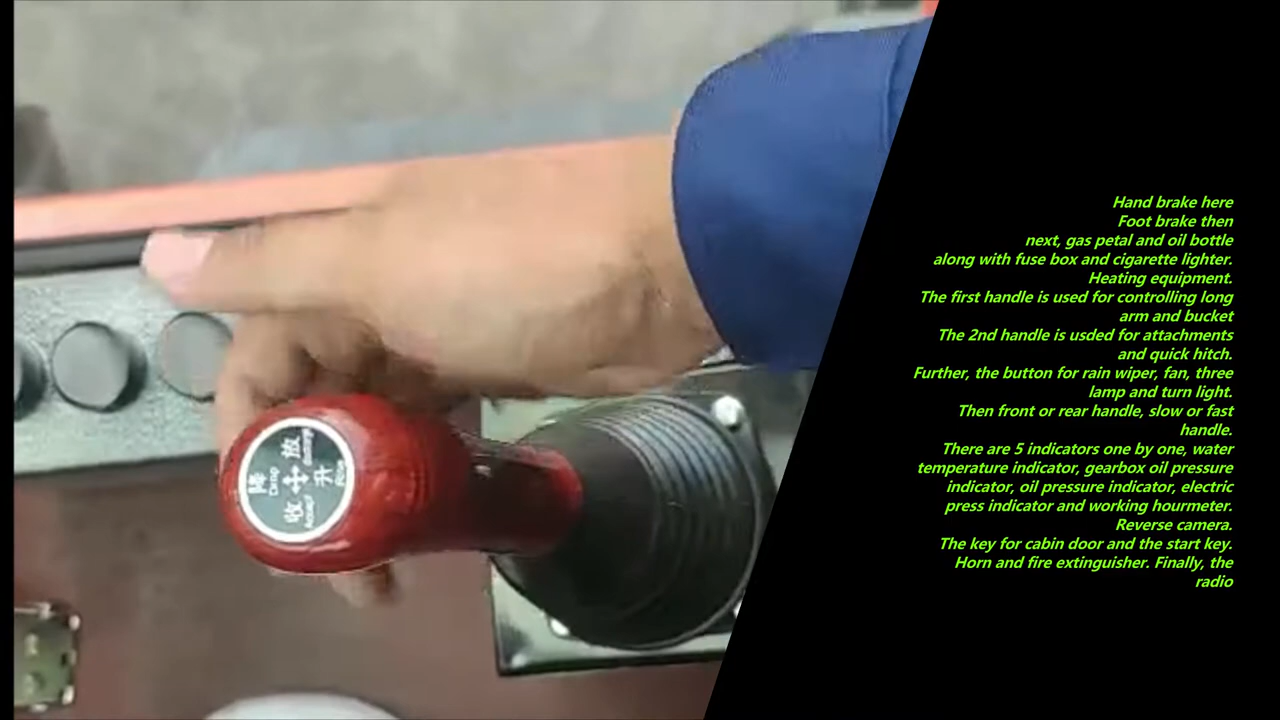 放
降
升
收
Drop
Rise
Hand brake here
Foot brake then
next, gas petal and oil bottle
along with fuse box and cigarette lighter.
Heating equipment.
The first handle is used for controlling long
arm and bucket
The 2nd handle is usded for attachments
and quick hitch.
Further, the button for rain wiper, fan, three
lamp and turn light.
Then front or rear handle, slow or fast
handle.
There are 5 indicators one by one, water
temperature indicator, gearbox oil pressure
indicator, oil pressure indicator, electric
press indicator and working hourmeter.
Reverse camera.
The key for cabin door and the start key.
Horn and fire extinguisher. Finally, the
radio